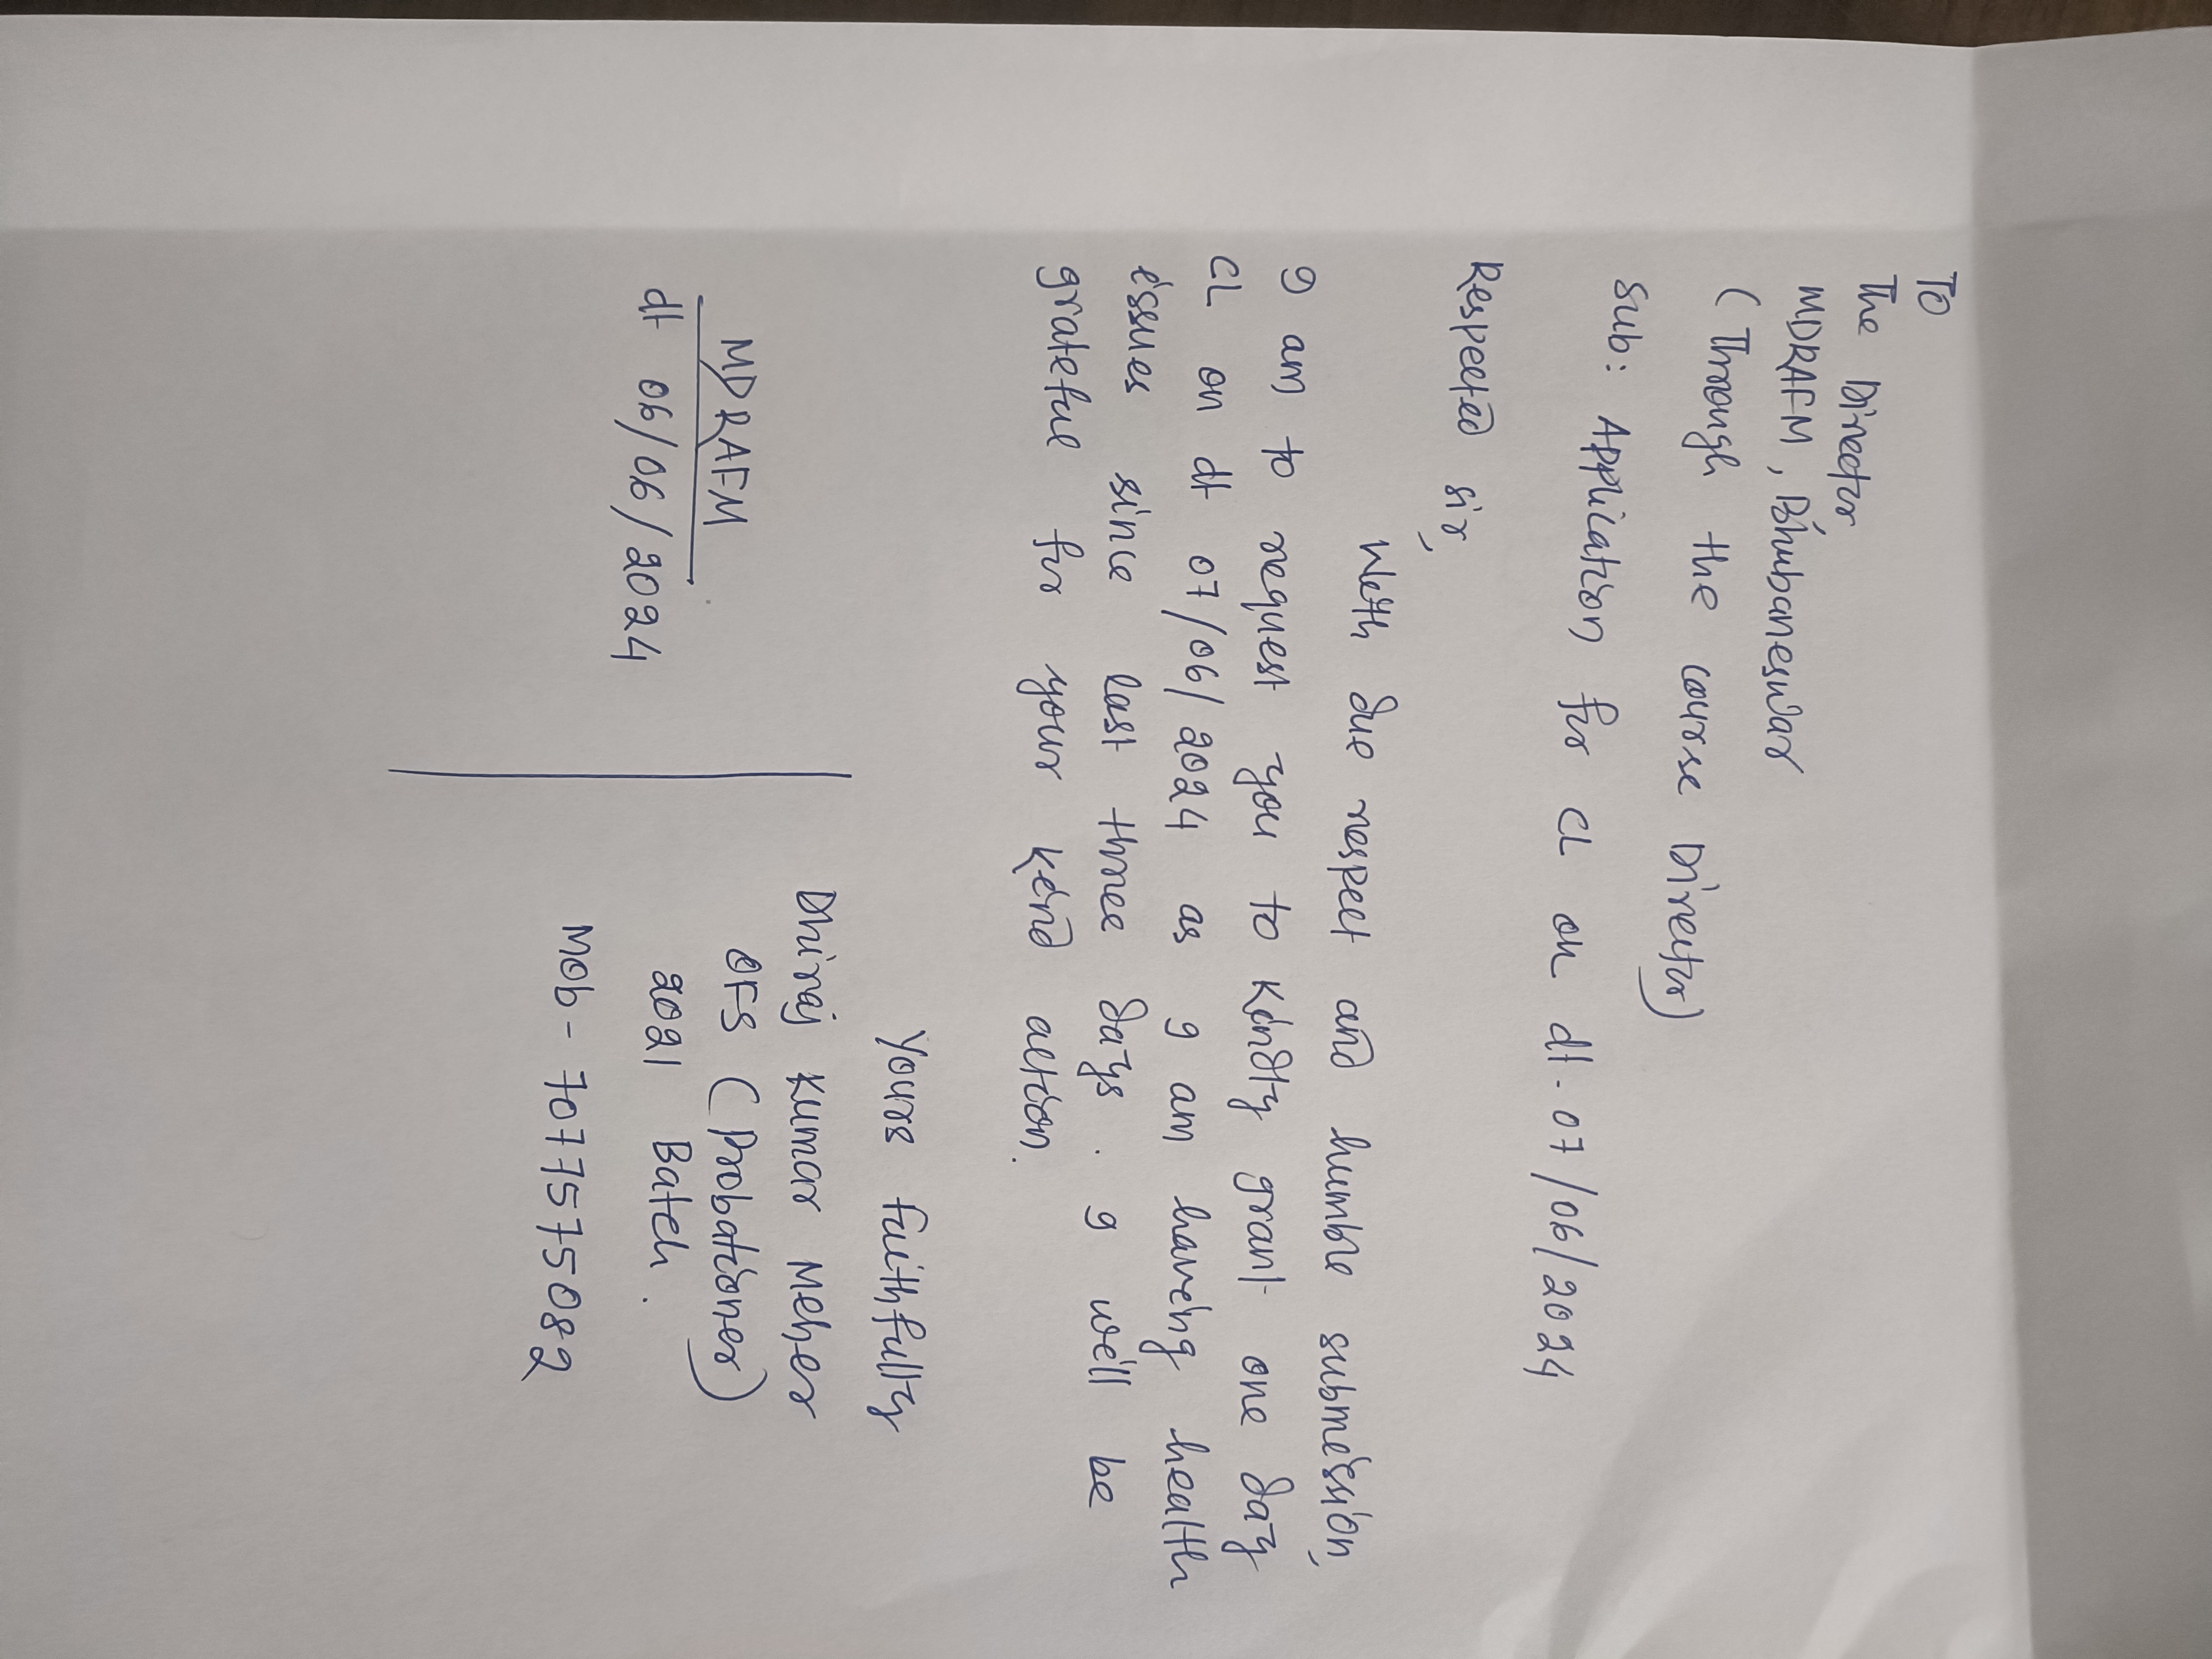 To
The Director
MDRAFM, Bhubaneswar
(Through the course Director)
Sub: Application for CL on dt. 07/06/2024
Respected sir,
With due respect and humble submission,
I am to request you to kindly grant one day
CL on dt 07/06/2024 as I am having health
issues since last three days. I will be
grateful for your kind action.
Yours faithfully
Dhiraj Kumar Meher
OFS (Probationer)
2021 Batch.
Mob - 7077575082
MDRAFM
dt 06/06/2024